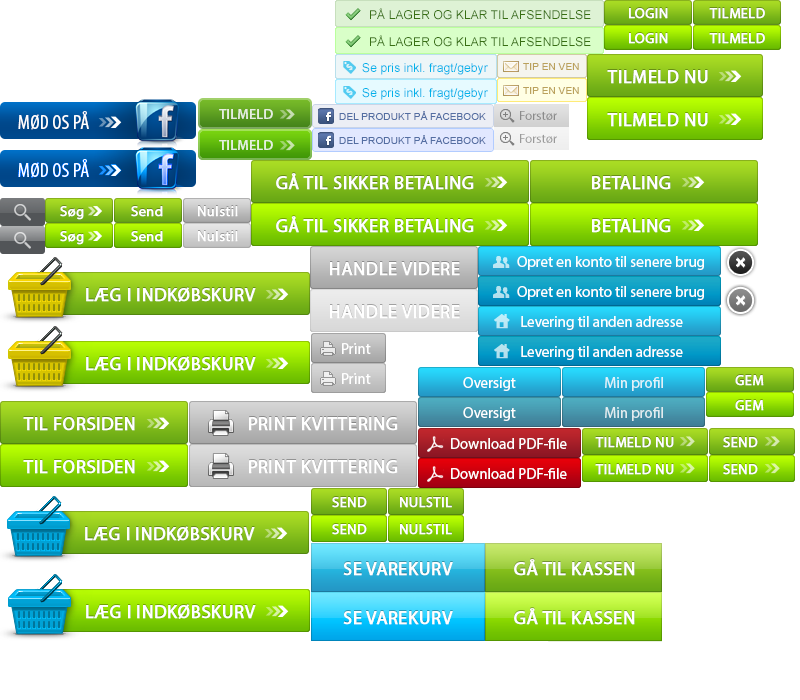 PÅ LAGER OG KLAR TIL AFSENDELSE
LOGIN
TILMELD
PÅ LAGER OG KLAR TIL AFSENDELSE
LOGIN
TILMELD
Se pris inkl. fragt/gebyr
TIP EN VEN
TILMELD NU
Se pris inkl. fragt/gebyr
TIP EN VEN
TILMELD NU
MØD OS PÅ
TILMELD
DEL PRODUKT PÅ FACEBOOK
Forstør
TILMELD
DEL PRODUKT PÅ FACEBOOK
Forstør
MØD OS PÅ
GÅ TIL SIKKER BETALING
BETALING
Søg
Send
Nulstil
GÅ TIL SIKKER BETALING
BETALING
Søg
Send
Nulstil
LÆG I INDKØBSKURV
HANDLE VIDERE
Opret en konto til senere brug
Opret en konto til senere brug
HANDLE VIDERE
Levering til anden adresse
LÆG I INDKØBSKURV
Print
Levering til anden adresse
Print
Oversigt
Min profil
GEM
Oversigt
Min profil
GEM
TIL FORSIDEN
PRINT KVITTERING
Download PDF-file
TILMELD NU
SEND
TIL FORSIDEN
PRINT KVITTERING
Download PDF-file
TILMELD NU
SEND
LÆG I INDKØBSKURV
SEND
NULSTIL
SEND
NULSTIL
SE VAREKURV
GÅ TIL KASSEN
LÆG I INDKØBSKURV
SE VAREKURV
GÅ TIL KASSEN